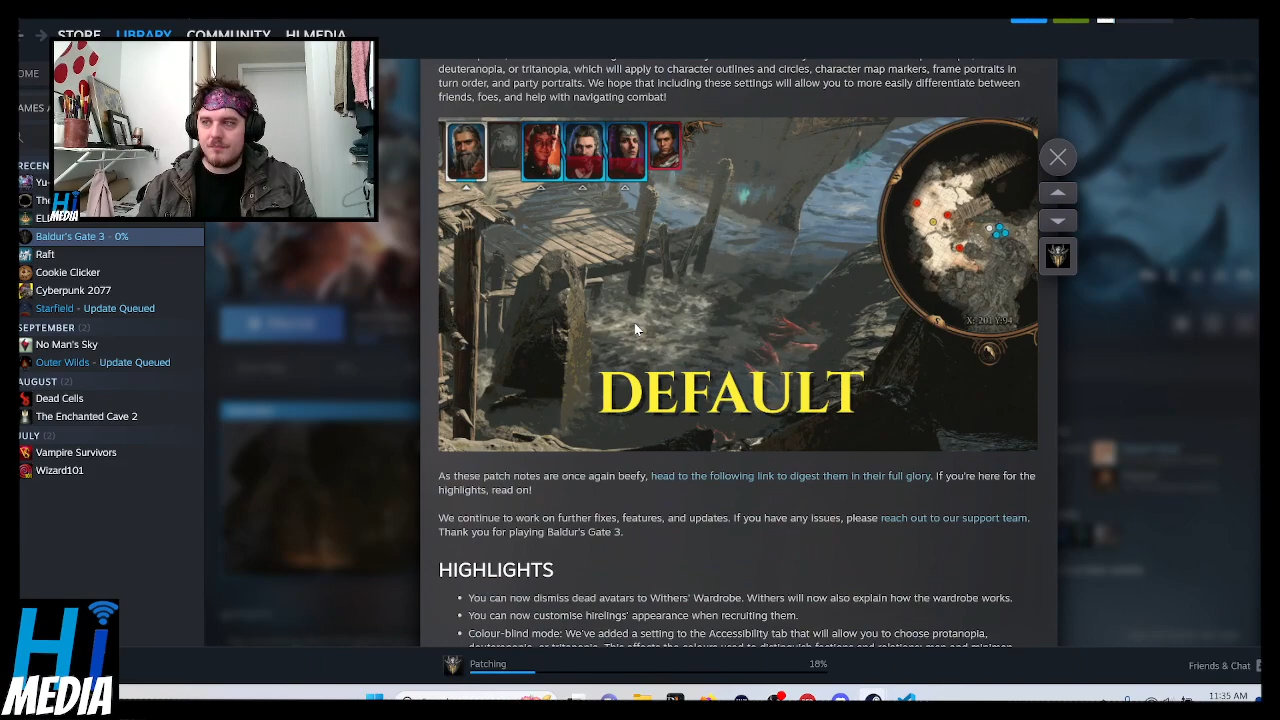 STORE LIBRARY COMMUNITY HI MEDIA
OME
AMES A
RECEN
Yu-
The
EL
Baldur's Gate 3 - 0%
Raft
Cookie Clicker
Cyberpunk 2077
Starfield - Update Queued
SEPTEMBER (2)
No Man's Sky
Outer Wilds - Update Queued
AUGUST (2)
Dead Cells
The Enchanted Cave 2
JULY (2)
Vampire Survivors
Wizard101
Hi
MEDIA
deuteranopia, or tritanopia, which will apply to character outlines and circles, character map markers, frame portraits in
turn order, and party portraits. We hope that including these settings will allow you to more easily differentiate between
friends, foes, and help with navigating combat!
X: 201 Y:94
DEFAULT
As these patch notes are once again beefy, head to the following link to digest them in their full glory. If you're here for the
highlights, read on!
We continue to work on further fixes, features, and updates. If you have any issues, please reach out to our support team.
Thank you for playing Baldur's Gate 3.
HIGHLIGHTS
• You can now dismiss dead avatars to Withers' Wardrobe. Withers will now also explain how the wardrobe works.
• You can now customise hirelings' appearance when recruiting them.
• Colour-blind mode: We've added a setting to the Accessibility tab that will allow you to choose protanopia,
Patching 18%
Friends & Chat
11:35 AM
Hi
MEDIA